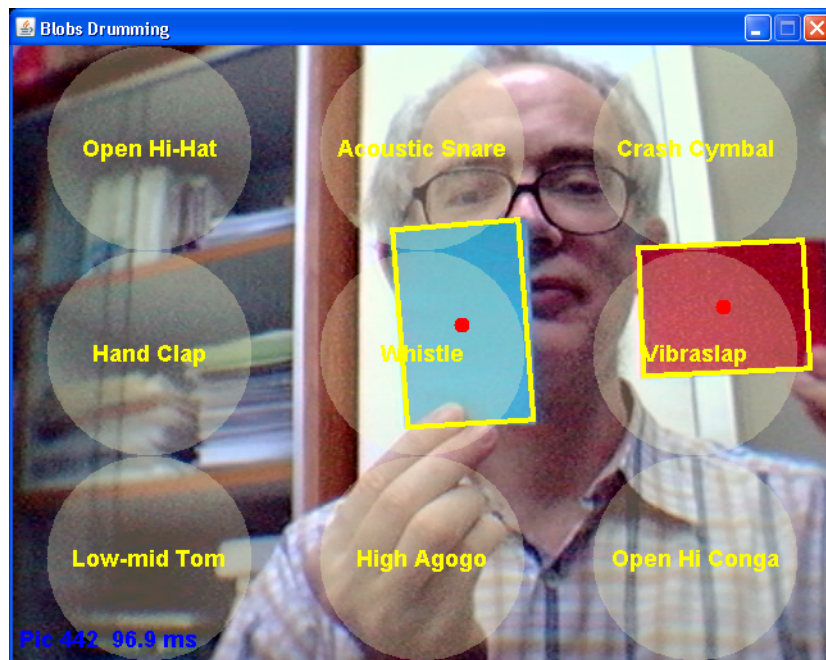 Blobs Drumming
Open Hi-Hat
Acoustic Snare
Crash Cymbal
Hand Clap
Whistle
Vibraslap
Low-mid Tom
High Agogo
Open Hi Conga
Pic 442 96.9 ms